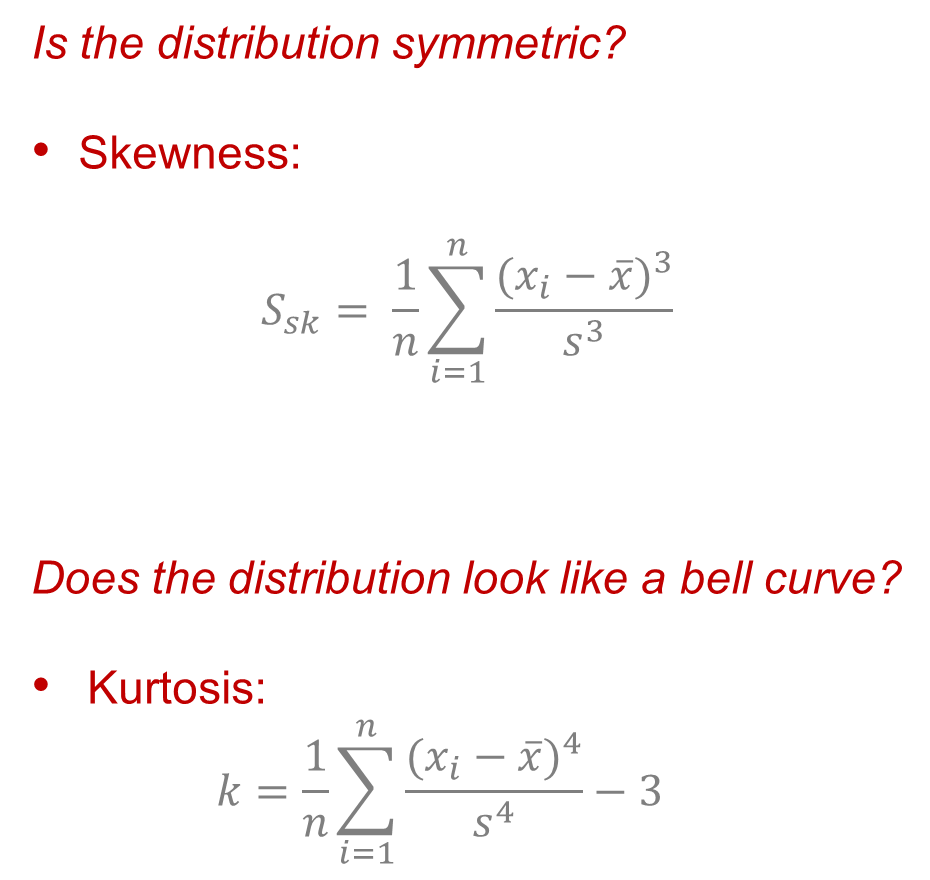 Is the distribution symmetric?
• Skewness:
$S_{sk} = \frac{1}{n} \sum_{i=1}^{n} \frac{(x_i - \bar{x})^3}{s^3}$
Does the distribution look like a bell curve?
• Kurtosis:
$k = \frac{1}{n} \sum_{i=1}^{n} \frac{(x_i - \bar{x})^4}{s^4} - 3$